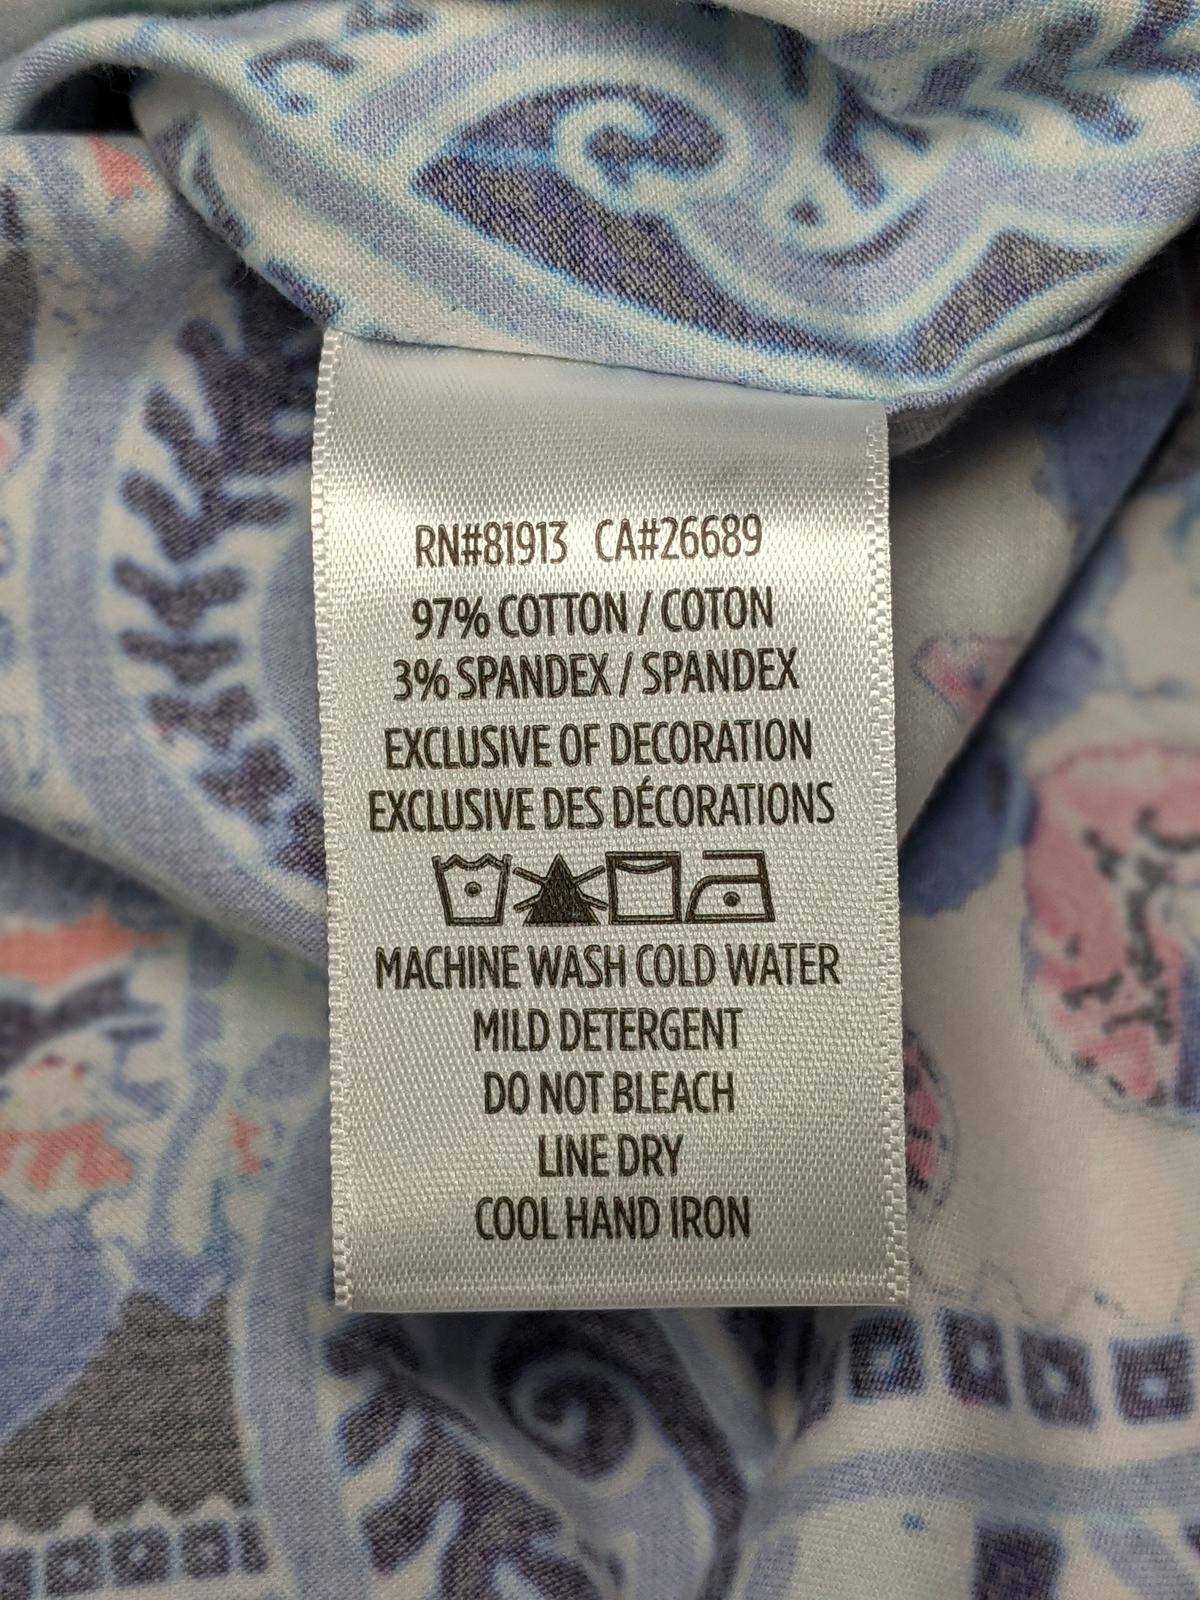 RN#81913 CA#26689
97% COTTON / COTON
3% SPANDEX / SPANDEX
EXCLUSIVE OF DECORATION
EXCLUSIVE DES DÉCORATIONS
MACHINE WASH COLD WATER
MILD DETERGENT
DO NOT BLEACH
LINE DRY
COOL HAND IRON